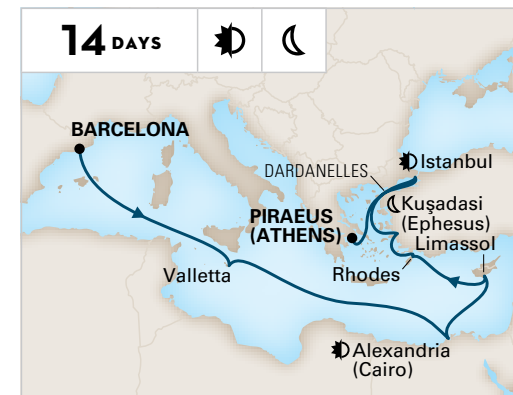 14 DAYS
BARCELONA
DARDANELLES
Istanbul
Kuşadasi
(Ephesus)
PIRAEUS
(ATHENS)
Limassol
Valletta
Rhodes
Alexandria
(Cairo)